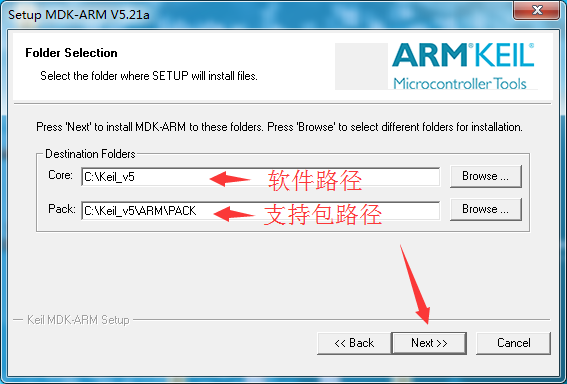 Setup MDK-ARM V5.21a
Folder Selection
Select the folder where SETUP will install files.
ARM®KEIL®
Microcontroller Tools
Press 'Next' to install MDK-ARM to these folders. Press 'Browse' to select different folders for installation.
Destination Folders
Core: C:\Keil_v5 软件路径 Browse ...
Pack: C:\Keil_v5\ARM\PACK 支持包路径 Browse ...
Keil MDK-ARM Setup
<< Back Next >> Cancel